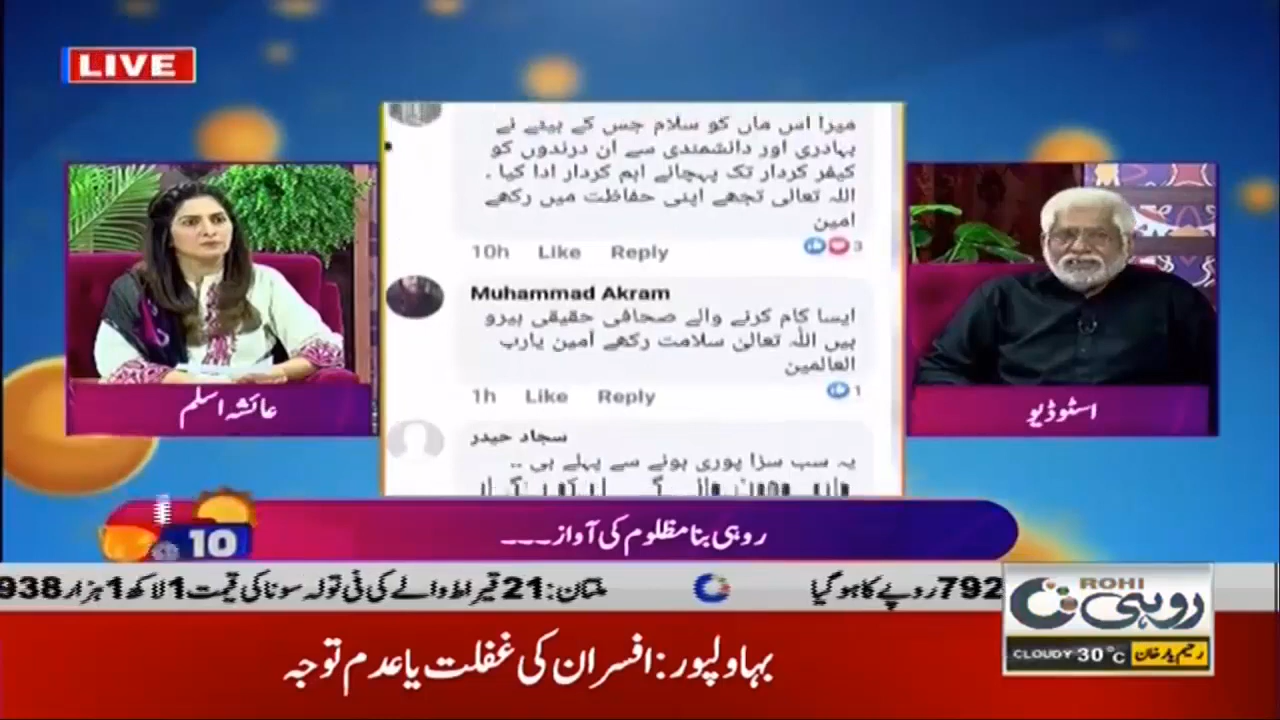 LIVE
میرا اس ماں کو سلام جس کے بیٹے نے
بہادری اور دانشمندی سے ان درندوں کو
کیفر کردار تک پہچانے اہم کردار ادا کیا .
اللہ تعالی تجھے اپنی حفاظت میں رکھے
امین
10h Like Reply
3
Muhammad Akram
ایسا کام کرنے والے صحافی حقیقی ہیرو
ہیں اللہ تعالیٰ سلامت رکھے آمین یارب
العالمین
1h Like Reply
1
سجاد حیدر
یہ سب سزا پوری ہونے سے پہلے ہی ..
عائشہ اسلم
اسٹوڈیو
10
روہی بنا مظلوم کی آواز ۔۔۔
792 روپے کا ہو گیا
ملتان: 21 قیراط والے کی فی تولہ سونا کی قیمت 1 لاکھ 1 ہزار 938
ROHI
روہی
CLOUDY 30°C
رحیم یار خان
بہاولپور: افسران کی غفلت یا عدم توجہ